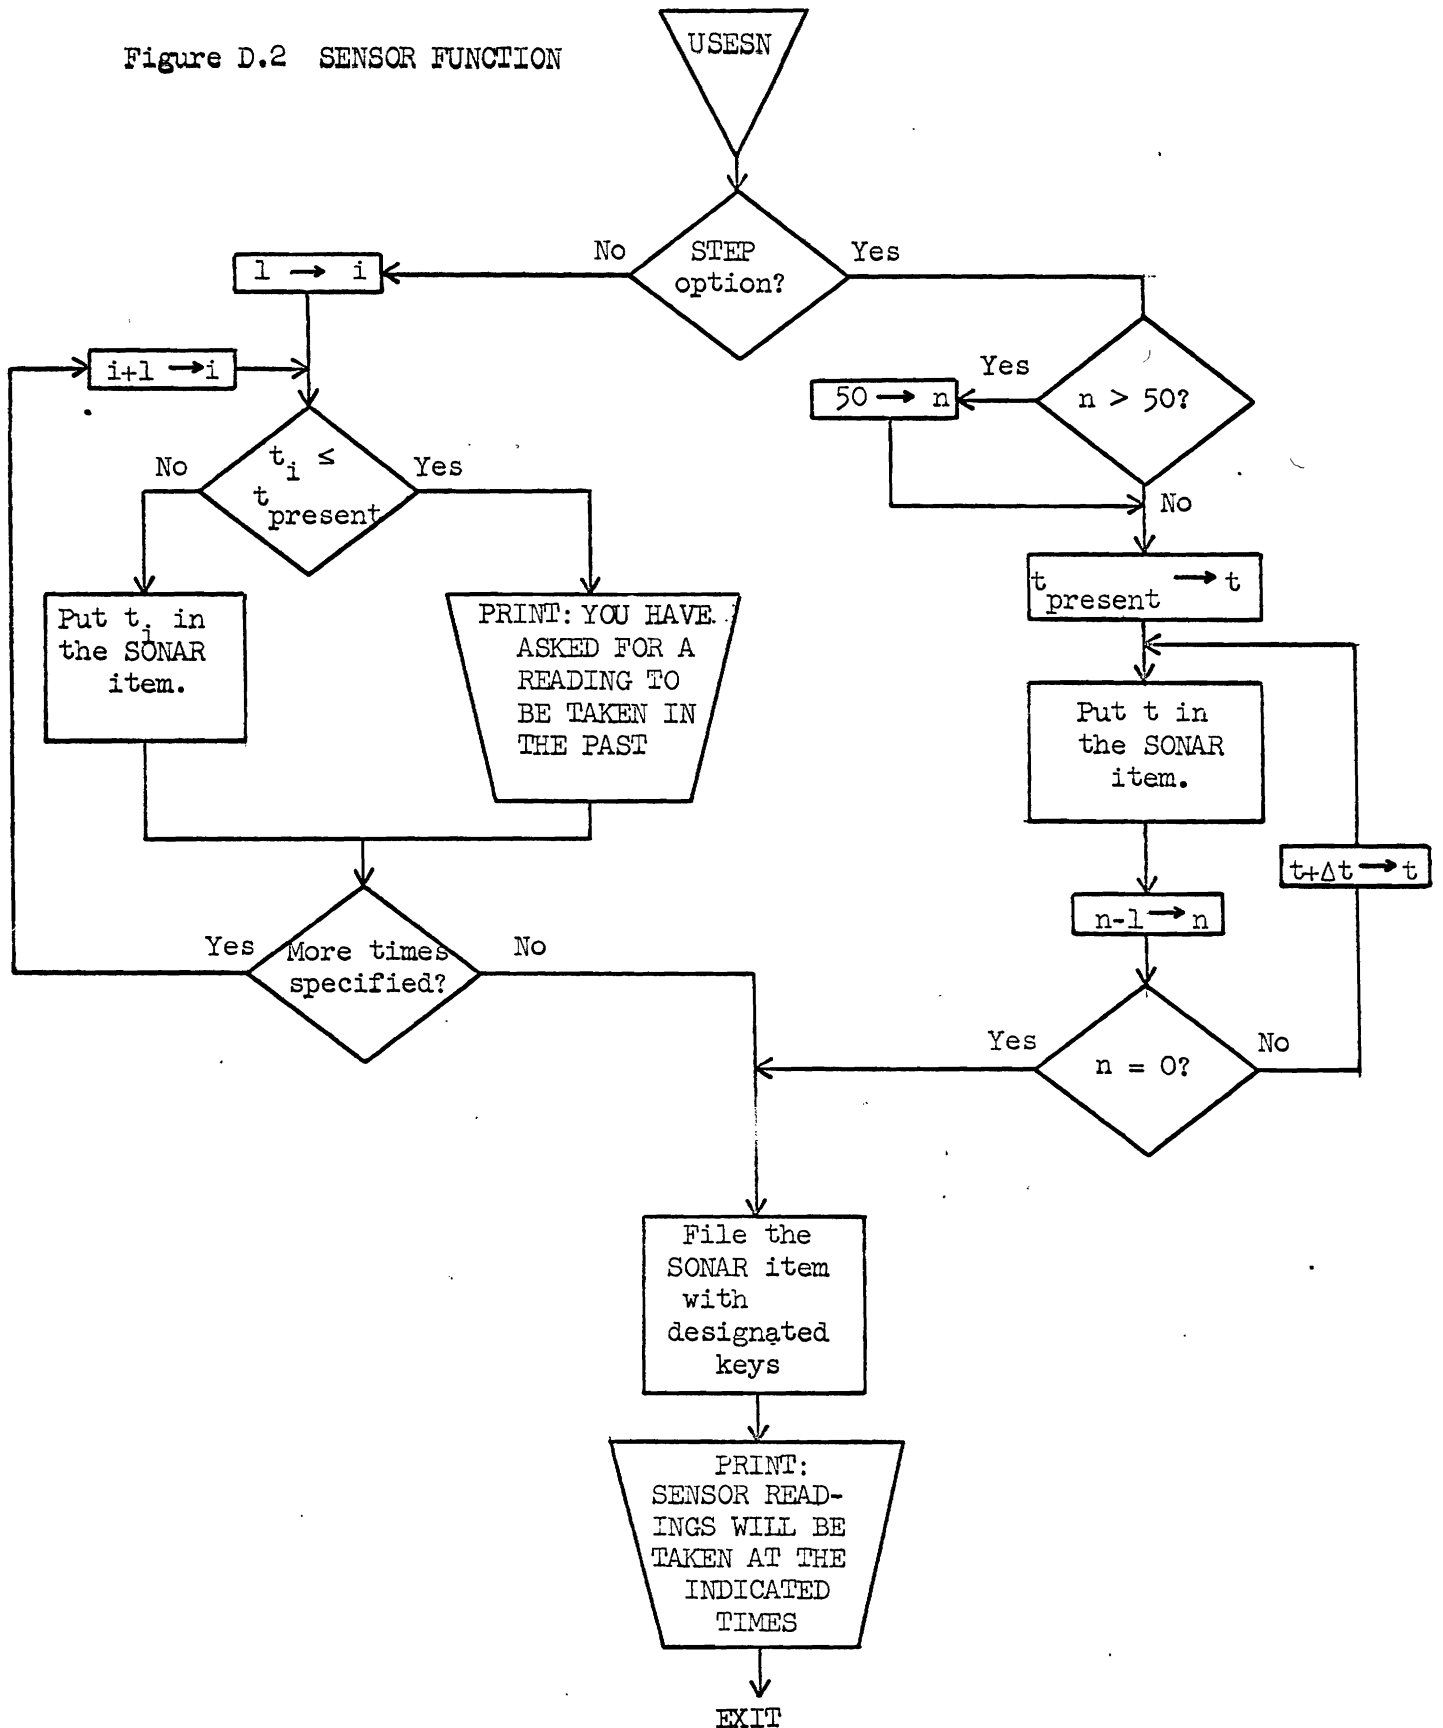 Figure D.2 SENSOR FUNCTION
USESN
STEP
option?
No
Yes
1 → i
i+1 → i
t_i ≤
t_present
No
Yes
Put t_i in
the SONAR
item.
PRINT: YOU HAVE
ASKED FOR A
READING TO
BE TAKEN IN
THE PAST
More times
specified?
Yes
No
n > 50?
Yes
50 → n
No
t_present → t
Put t in
the SONAR
item.
n-1 → n
t+Δt → t
n = 0?
Yes
No
File the
SONAR item
with
designated
keys
PRINT:
SENSOR READ-
INGS WILL BE
TAKEN AT THE
INDICATED
TIMES
EXIT